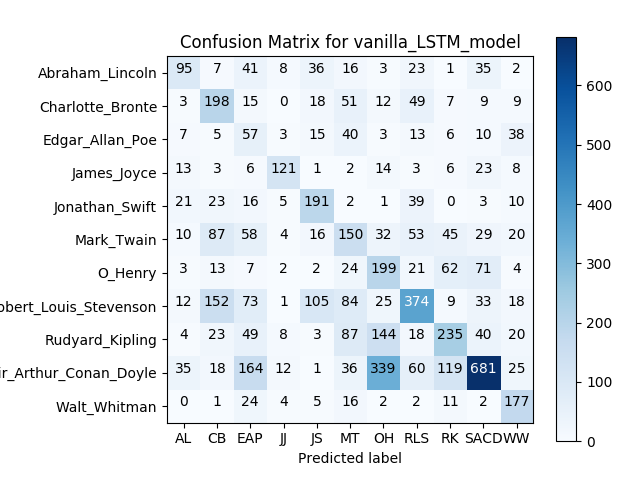 Confusion Matrix for vanilla_LSTM_model
Abraham_Lincoln 95 7 41 8 36 16 3 23 1 35 2
Charlotte_Bronte 3 198 15 0 18 51 12 49 7 9 9
Edgar_Allan_Poe 7 5 57 3 15 40 3 13 6 10 38
James_Joyce 13 3 6 121 1 2 14 3 6 23 8
Jonathan_Swift 21 23 16 5 191 2 1 39 0 3 10
Mark_Twain 10 87 58 4 16 150 32 53 45 29 20
O_Henry 3 13 7 2 2 24 199 21 62 71 4
obert_Louis_Stevenson 12 152 73 1 105 84 25 374 9 33 18
Rudyard_Kipling 4 23 49 8 3 87 144 18 235 40 20
ir_Arthur_Conan_Doyle 35 18 164 12 1 36 339 60 119 681 25
Walt_Whitman 0 1 24 4 5 16 2 2 11 2 177
AL CB EAP JJ JS MT OH RLS RK SACD WW
Predicted label
600
500
400
300
200
100
0